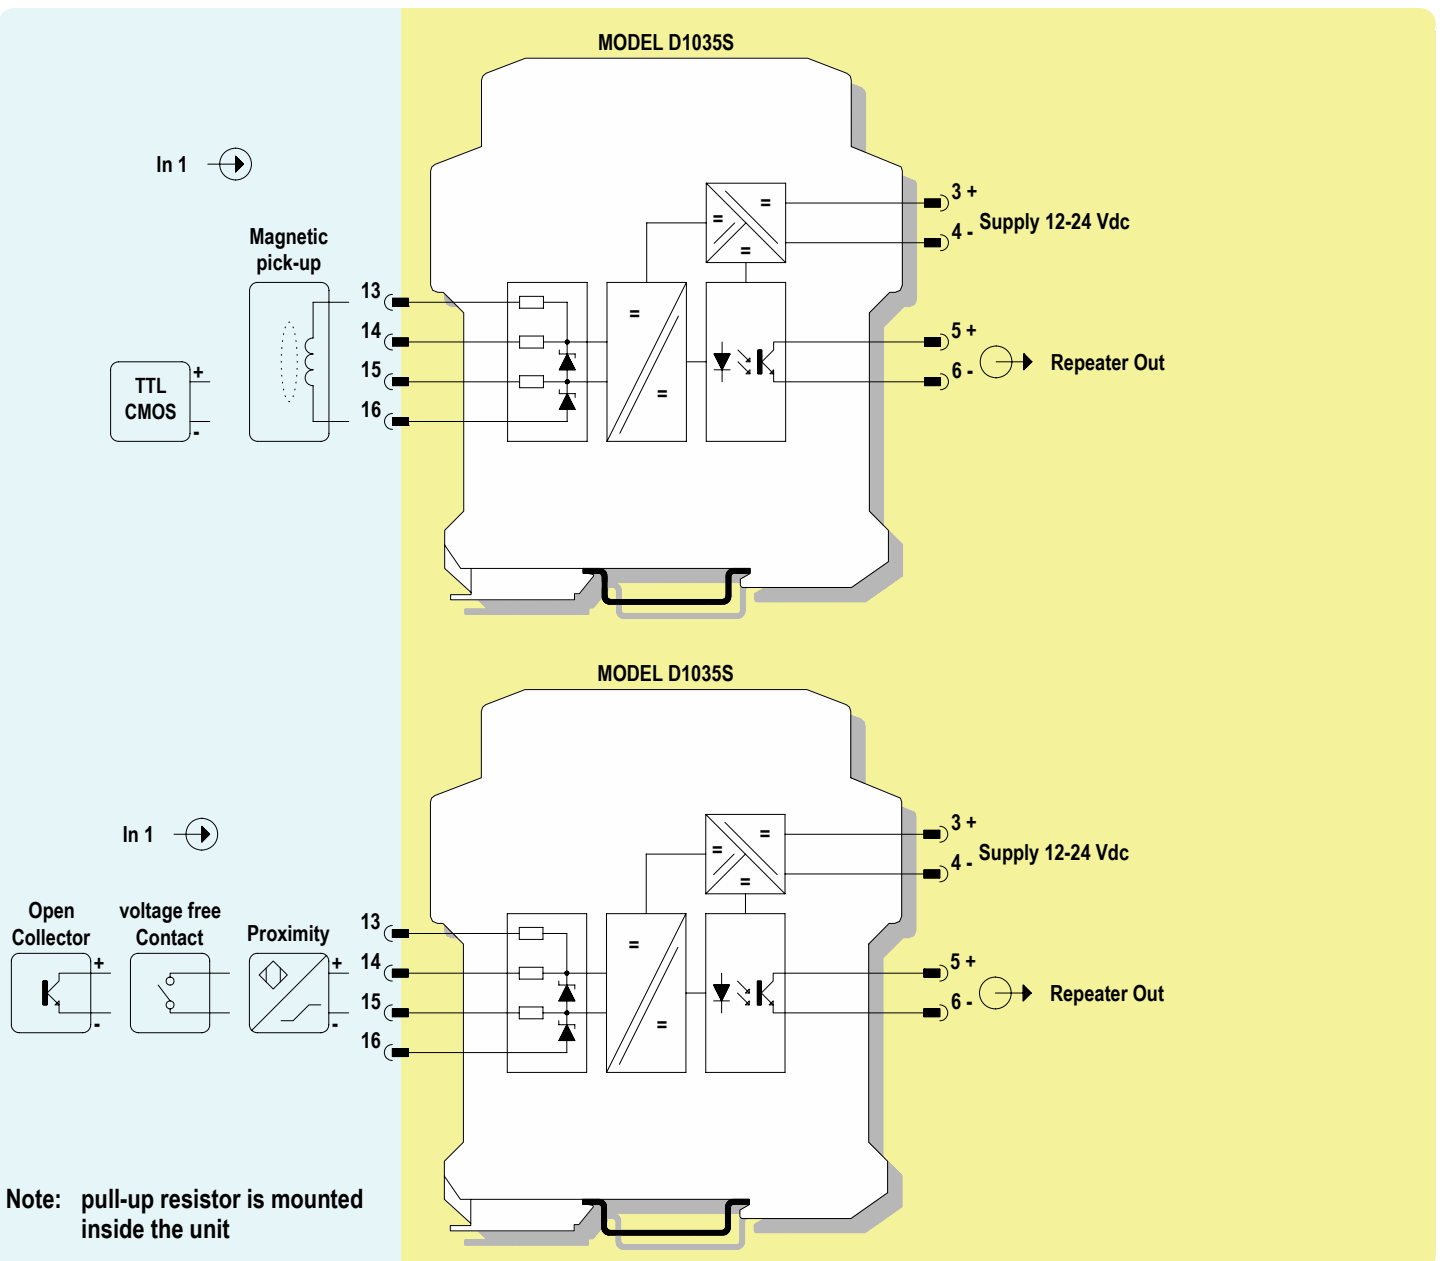 MODEL D1035S
In 1
Magnetic
pick-up
TTL
CMOS
+
-
13
14
15
16
=
=
=
=
=
3 +
4 -
Supply 12-24 Vdc
5 +
6 -
Repeater Out
MODEL D1035S
In 1
Open
Collector
+
-
voltage free
Contact
Proximity
+
-
13
14
15
16
=
=
=
=
=
3 +
4 -
Supply 12-24 Vdc
5 +
6 -
Repeater Out
Note: pull-up resistor is mounted
inside the unit